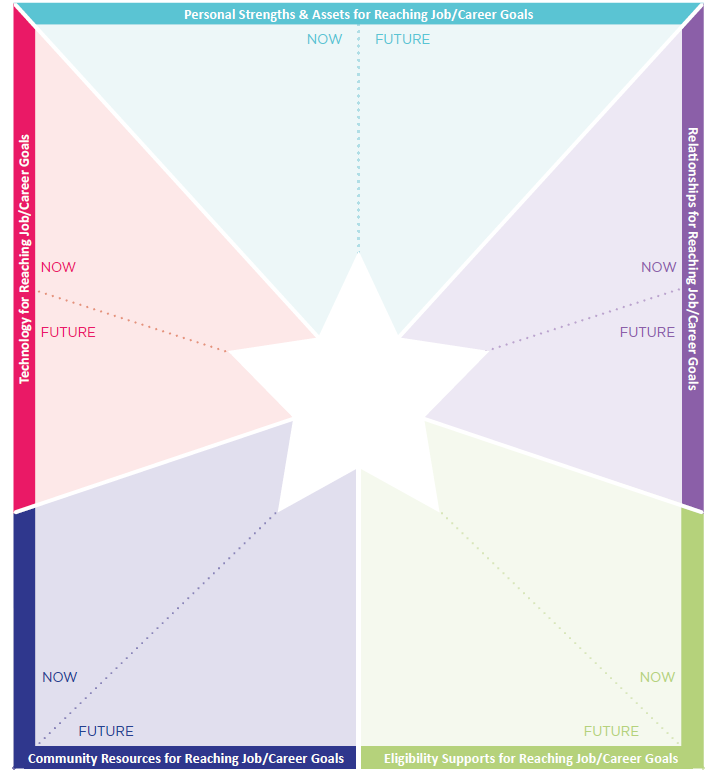 Personal Strengths & Assets for Reaching Job/Career Goals
NOW
FUTURE
Technology for Reaching Job/Career Goals
NOW
FUTURE
Relationships for Reaching Job/Career Goals
NOW
FUTURE
NOW
FUTURE
Community Resources for Reaching Job/Career Goals
NOW
FUTURE
Eligibility Supports for Reaching Job/Career Goals